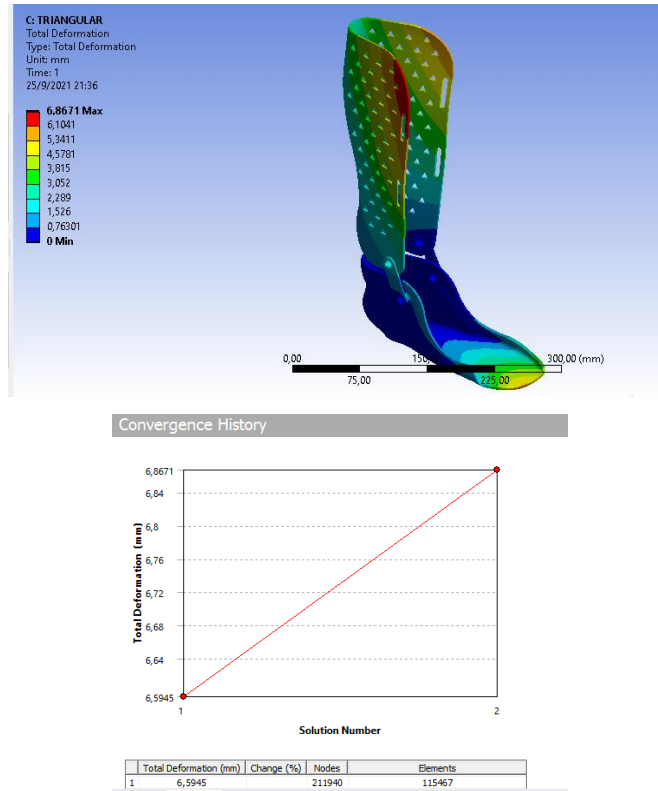 C: TRIANGULAR
Total Deformation
Type: Total Deformation
Unit: mm
Time: 1
25/9/2021 21:36
6,8671 Max
6,1041
5,3411
4,5781
3,815
3,052
2,289
1,526
0,76301
0 Min
0,00 150, 300,00 (mm)
75,00 225,00
Convergence History
6,8671
6,84
6,8
6,76
6,72
6,68
6,64
6,5945
Total Deformation (mm)
1 2
Solution Number
Total Deformation (mm) Change (%) Nodes Elements
1 6,5945 211940 115467